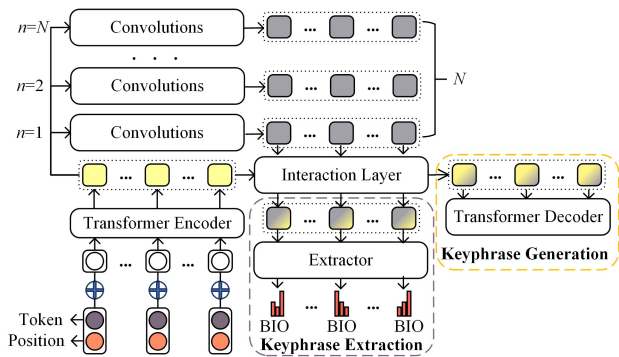 n=N
Convolutions
...
...
. . .
n=2
Convolutions
...
...
N
n=1
Convolutions
...
...
...
...
Interaction Layer
...
...
Transformer Encoder
...
...
Transformer Decoder
Keyphrase Generation
...
...
Extractor
...
...
Token
Position
...
...
BIO
BIO
BIO
Keyphrase Extraction